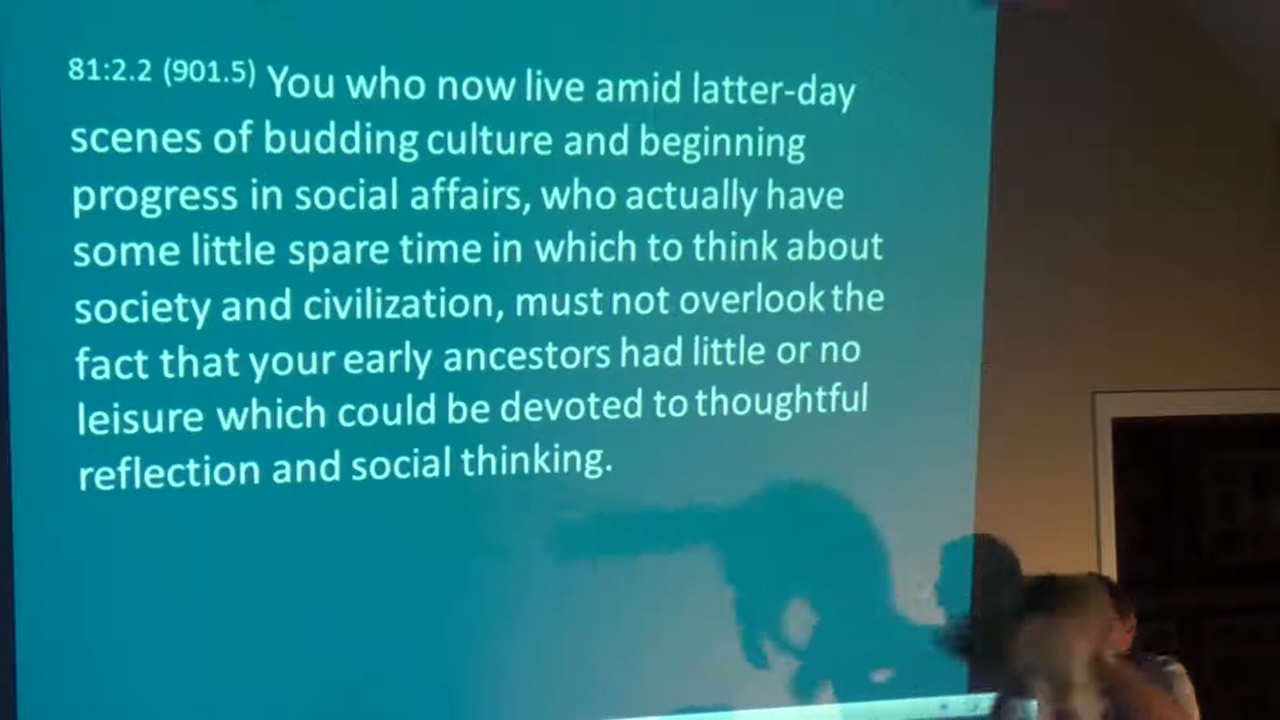 81:2.2 (901.5) You who now live amid latter-day
scenes of budding culture and beginning
progress in social affairs, who actually have
some little spare time in which to think about
society and civilization, must not overlook the
fact that your early ancestors had little or no
leisure which could be devoted to thoughtful
reflection and social thinking.